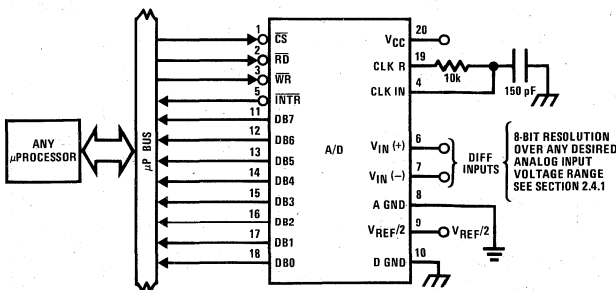 ANY
µPROCESSOR
µP BUS
1 CS
2 RD
3 WR
5 INTR
11 DB7
12 DB6
13 DB5
14 DB4
15 DB3
16 DB2
17 DB1
18 DB0
A/D
VCC 20
CLK R 19
10k
150 pF
CLK IN 4
VIN (+) 6
VIN (−) 7
DIFF
INPUTS
8-BIT RESOLUTION
OVER ANY DESIRED
ANALOG INPUT
VOLTAGE RANGE
SEE SECTION 2.4.1
A GND 8
VREF/2 9 VREF/2
D GND 10